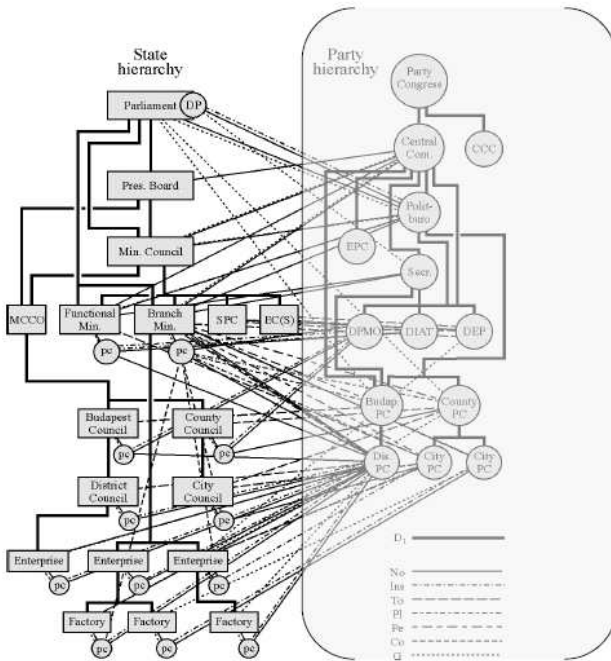 State
hierarchy
Party
hierarchy
Parliament
DP
Party
Congress
Central
Com.
CCC
Pres. Board
Polit-
buro
Min. Council
EPC
Secr.
MCCO
Functional
Min.
Branch
Min.
SPC
EC(S)
DPMO
DIAT
DEP
pc
pc
Budapest
Council
County
Council
Budap.
PC
County
PC
pc
pc
Dis.
PC
City
PC
City
PC
District
Council
City
Council
pc
pc
Enterprise
Enterprise
Enterprise
pc
pc
pc
Factory
Factory
Factory
pc
pc
pc
D₁
No
Ins
To
Pl
Pe
Co
G